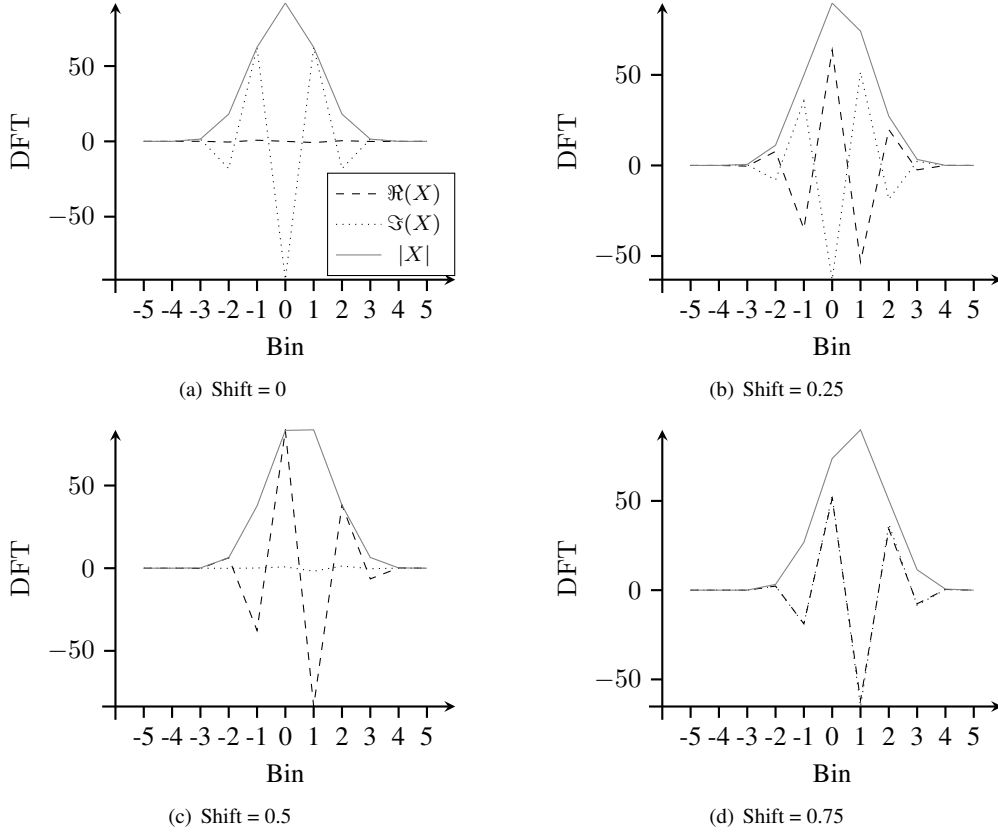 DFT
50
0
−50
ℜ(X)
ℑ(X)
|X|
-5 -4 -3 -2 -1 0 1 2 3 4 5
Bin
(a) Shift = 0
DFT
50
0
−50
-5 -4 -3 -2 -1 0 1 2 3 4 5
Bin
(b) Shift = 0.25
DFT
50
0
−50
-5 -4 -3 -2 -1 0 1 2 3 4 5
Bin
(c) Shift = 0.5
DFT
50
0
−50
-5 -4 -3 -2 -1 0 1 2 3 4 5
Bin
(d) Shift = 0.75